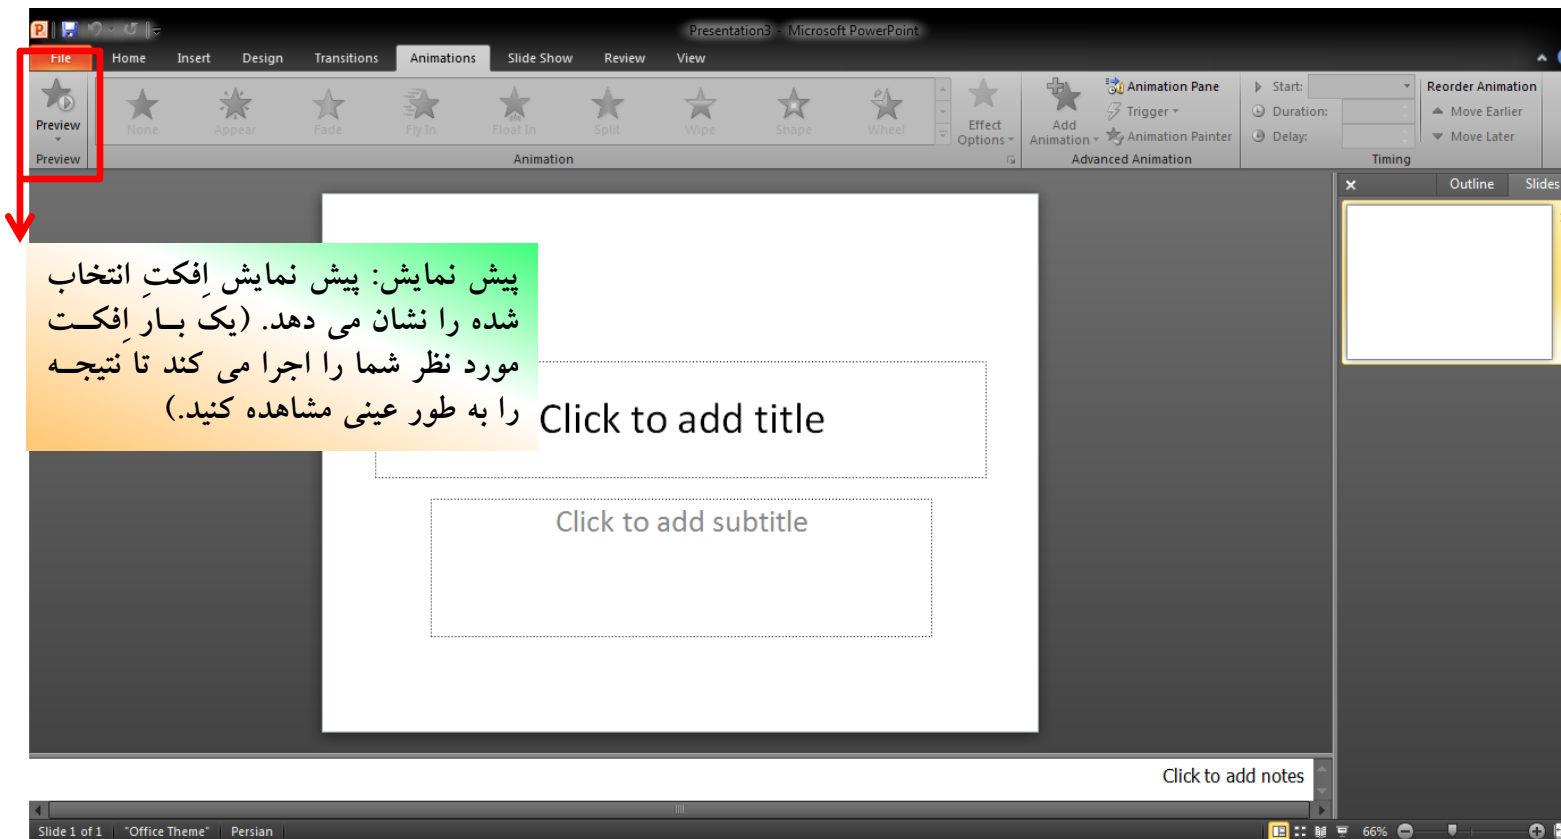 Presentation3 - Microsoft PowerPoint
File Home Insert Design Transitions Animations Slide Show Review View
Preview
None Appear Fade Fly In Float In Split Wipe Shape Wheel
Effect Options
Add Animation
Animation Pane
Trigger
Animation Painter
Start:
Duration:
Delay:
Reorder Animation
Move Earlier
Move Later
Preview Animation Advanced Animation Timing
Outline Slides
پیش نمایش: پیش نمایش اِفکتِ انتخاب
شده را نشان می دهد. (یک بــار اِفکــت
مورد نظر شما را اجرا می کند تا نتیجــه
را به طور عینی مشاهده کنید.)
Click to add title
Click to add subtitle
Click to add notes
Slide 1 of 1 "Office Theme" Persian 66%